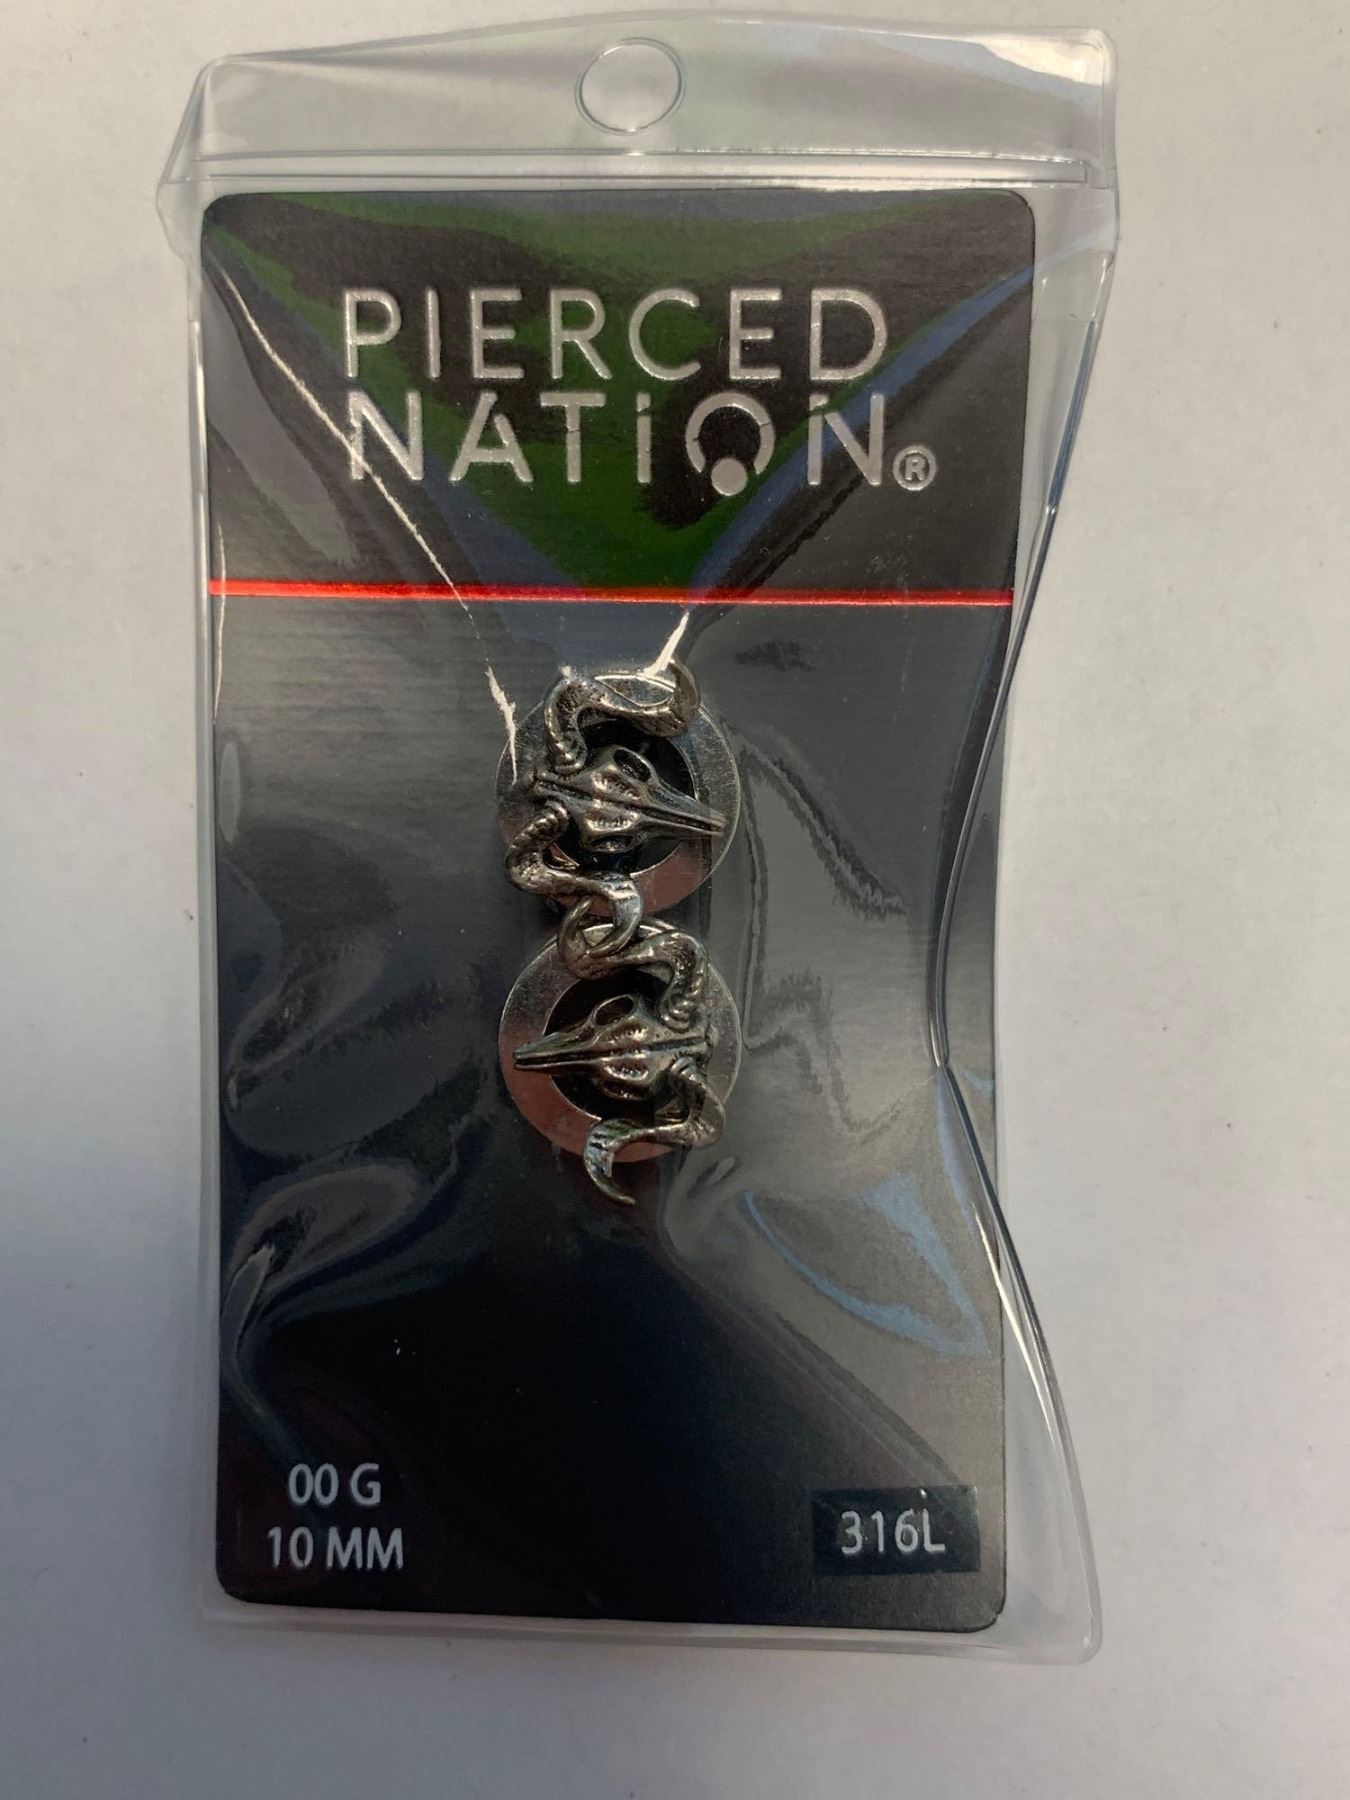 PIERCED
NATiON®
00 G
10 MM
316L